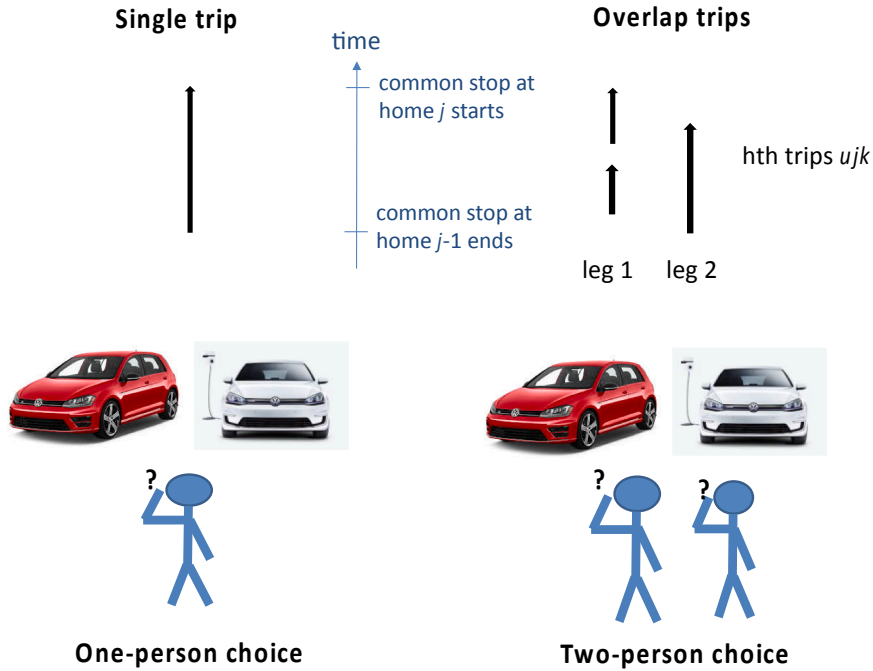 Single trip
time
common stop at
home j starts
common stop at
home j-1 ends
Overlap trips
hth trips ujk
leg 1
leg 2
?
?
?
One-person choice
Two-person choice